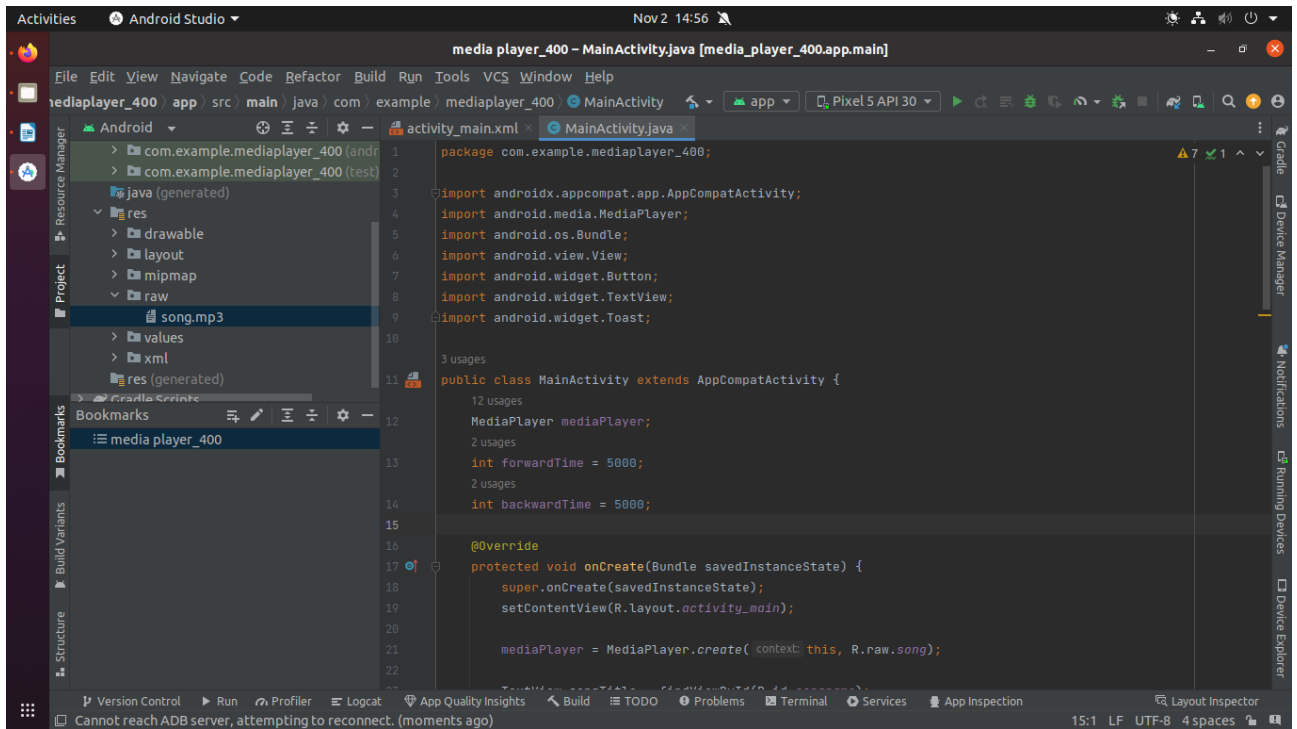 Activities Android Studio Nov 2 14:56
media player_400 – MainActivity.java [media_player_400.app.main]
File Edit View Navigate Code Refactor Build Run Tools VCS Window Help
mediaplayer_400 app src main java com example mediaplayer_400 MainActivity app Pixel 5 API 30
Android activity_main.xml MainActivity.java
Resource Manager
Project
Bookmarks
Build Variants
Structure
com.example.mediaplayer_400 (andr
com.example.mediaplayer_400 (test)
java (generated)
res
drawable
layout
mipmap
raw
song.mp3
values
xml
res (generated)
Gradle Scripts
Bookmarks
media player_400
7 1
1 package com.example.mediaplayer_400;
2
3 import androidx.appcompat.app.AppCompatActivity;
4 import android.media.MediaPlayer;
5 import android.os.Bundle;
6 import android.view.View;
7 import android.widget.Button;
8 import android.widget.TextView;
9 import android.widget.Toast;
10
3 usages
11 public class MainActivity extends AppCompatActivity {
12 usages
12 MediaPlayer mediaPlayer;
2 usages
13 int forwardTime = 5000;
2 usages
14 int backwardTime = 5000;
15
16 @Override
17 protected void onCreate(Bundle savedInstanceState) {
18 super.onCreate(savedInstanceState);
19 setContentView(R.layout.activity_main);
20
21 mediaPlayer = MediaPlayer.create( context: this, R.raw.song);
22
Gradle
Device Manager
Notifications
Running Devices
Device Explorer
Version Control Run Profiler Logcat App Quality Insights Build TODO Problems Terminal Services App Inspection Layout Inspector
Cannot reach ADB server, attempting to reconnect. (moments ago) 15:1 LF UTF-8 4 spaces